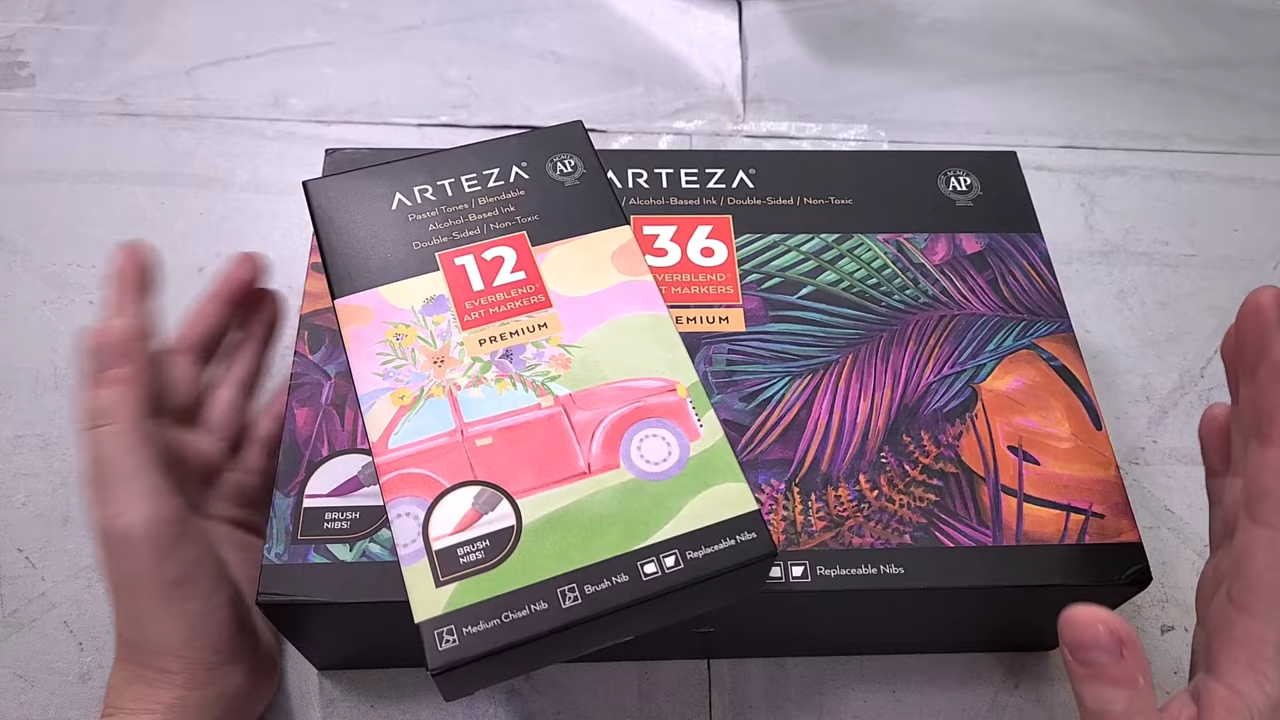 ARTEZA®
ACMI
AP
Pastel Tones / Blendable
Alcohol-Based Ink
Double-Sided / Non-Toxic
12
EVERBLEND®
ART MARKERS
PREMIUM
BRUSH
NIBS!
Medium Chisel Nib
Brush Nib
Replaceable Nibs
ARTEZA®
ACMI
AP
/ Alcohol-Based Ink / Double-Sided / Non-Toxic
36
EVERBLEND®
MARKERS
BRUSH
NIBS!
Replaceable Nibs